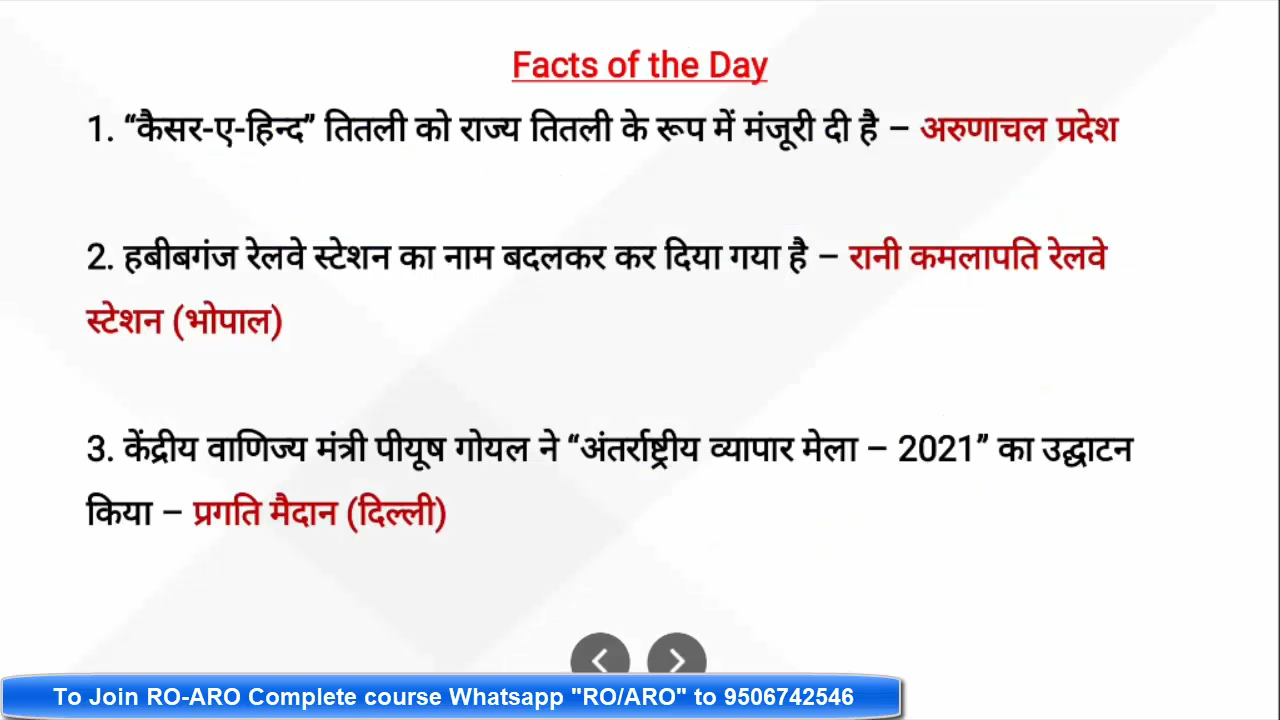 Facts of the Day
1. “कैसर-ए-हिन्द” तितली को राज्य तितली के रूप में मंजूरी दी है – अरुणाचल प्रदेश
2. हबीबगंज रेलवे स्टेशन का नाम बदलकर कर दिया गया है – रानी कमलापति रेलवे
स्टेशन (भोपाल)
3. केंद्रीय वाणिज्य मंत्री पीयूष गोयल ने “अंतर्राष्ट्रीय व्यापार मेला – 2021” का उद्घाटन
किया – प्रगति मैदान (दिल्ली)
To Join RO-ARO Complete course Whatsapp "RO/ARO" to 9506742546